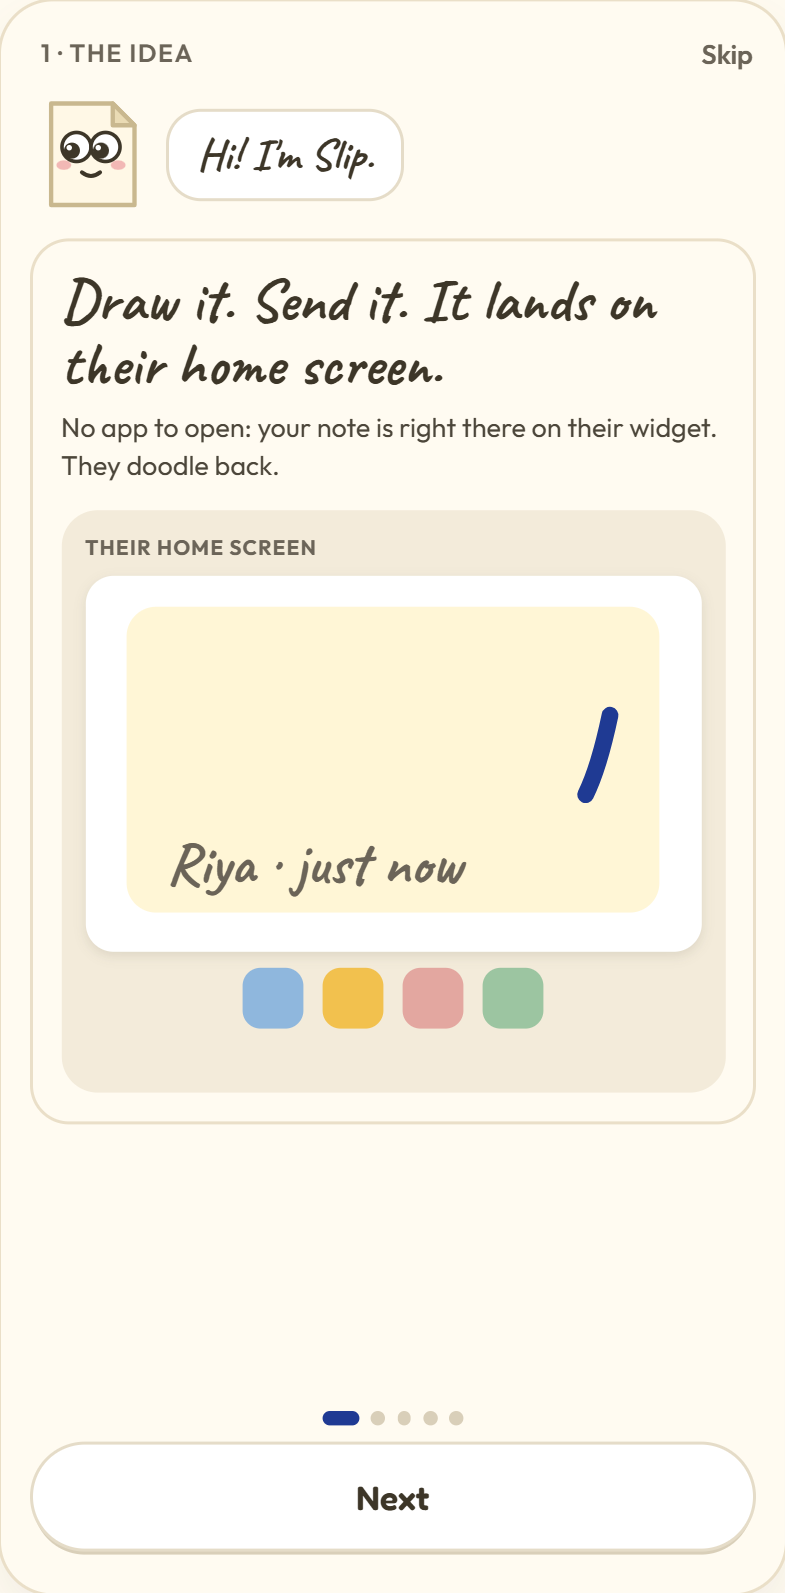 1 · THE IDEA
Skip
Hi! I'm Slip.
Draw it. Send it. It lands on
their home screen.
No app to open: your note is right there on their widget.
They doodle back.
THEIR HOME SCREEN
Riya · just now
Next